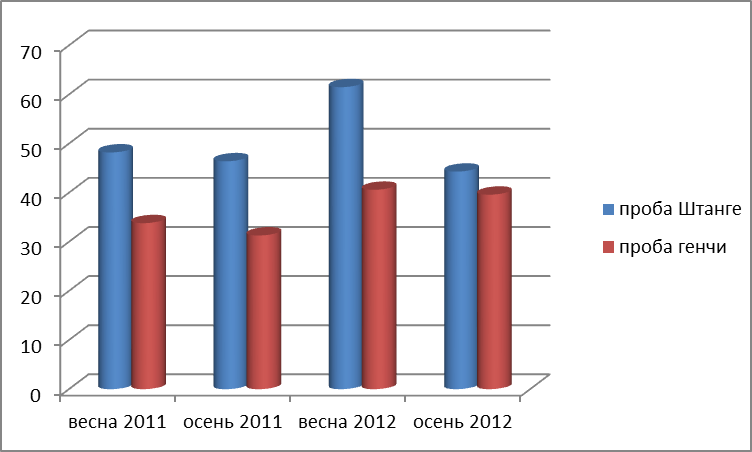 70
60
50
40
30
20
10
0
весна 2011
осень 2011
весна 2012
осень 2012
проба Штанге
проба генчи